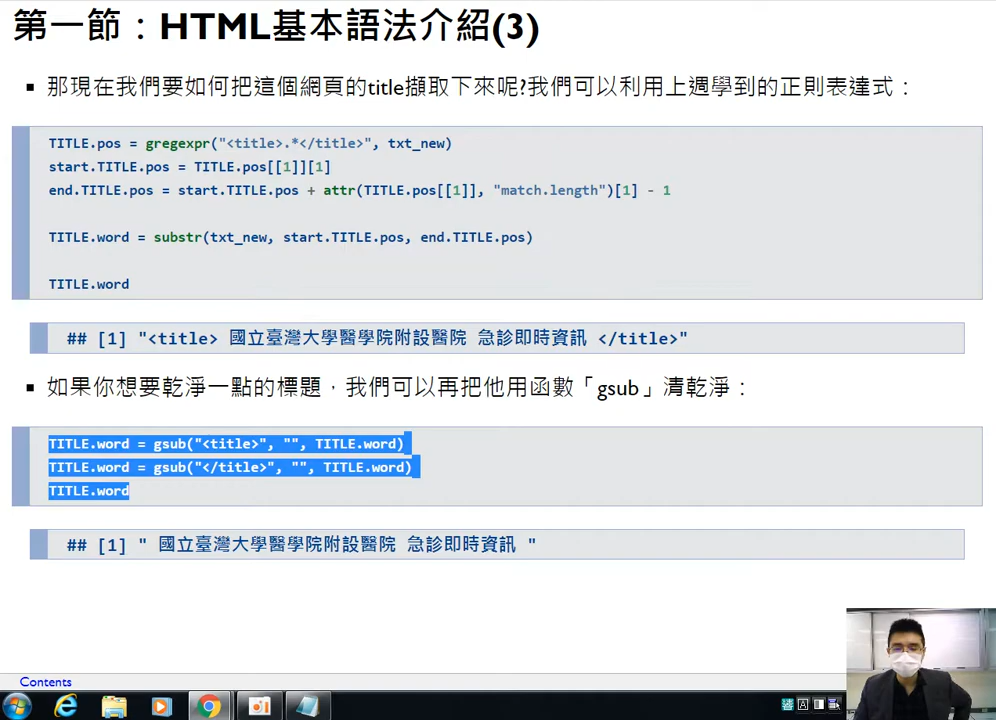 第一節：HTML基本語法介紹(3)
▪ 那現在我們要如何把這個網頁的title擷取下來呢?我們可以利用上週學到的正則表達式：
TITLE.pos = gregexpr("<title>.*</title>", txt_new)
start.TITLE.pos = TITLE.pos[[1]][1]
end.TITLE.pos = start.TITLE.pos + attr(TITLE.pos[[1]], "match.length")[1] - 1
TITLE.word = substr(txt_new, start.TITLE.pos, end.TITLE.pos)
TITLE.word
## [1] "<title> 國立臺灣大學醫學院附設醫院 急診即時資訊 </title>"
▪ 如果你想要乾淨一點的標題，我們可以再把他用函數「gsub」清乾淨：
TITLE.word = gsub("<title>", "", TITLE.word)
TITLE.word = gsub("</title>", "", TITLE.word)
TITLE.word
## [1] " 國立臺灣大學醫學院附設醫院 急診即時資訊 "
Contents